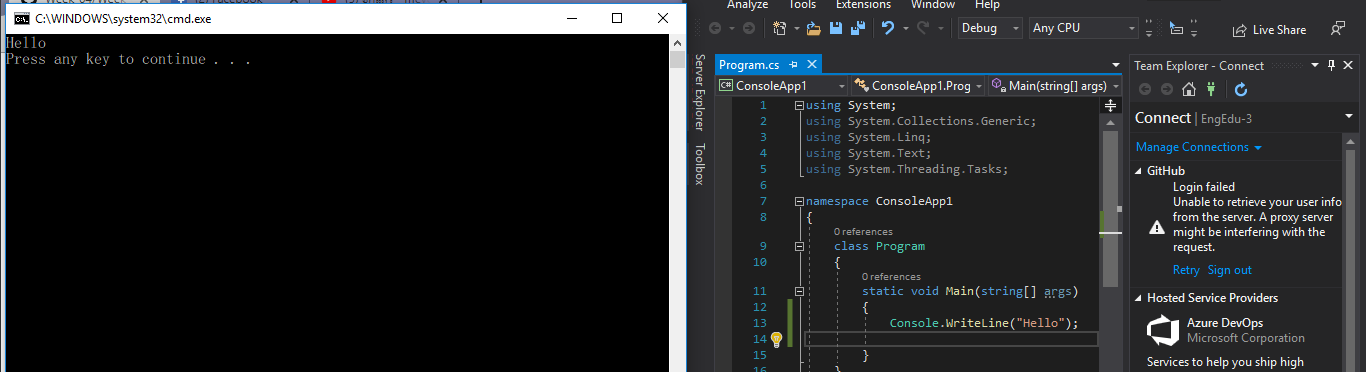 C:\WINDOWS\system32\cmd.exe
Hello
Press any key to continue . . .
Analyze Tools Extensions Window Help
Debug Any CPU Live Share
Server Explorer
Toolbox
Program.cs
ConsoleApp1 ConsoleApp1.Prog Main(string[] args)
1 using System;
2 using System.Collections.Generic;
3 using System.Linq;
4 using System.Text;
5 using System.Threading.Tasks;
6
7 namespace ConsoleApp1
8 {
0 references
9 class Program
10 {
0 references
11 static void Main(string[] args)
12 {
13 Console.WriteLine("Hello");
14
15 }
Team Explorer - Connect
Connect | EngEdu-3
Manage Connections
GitHub
Login failed
Unable to retrieve your user info
from the server. A proxy server
might be interfering with the
request.
Retry Sign out
Hosted Service Providers
Azure DevOps
Microsoft Corporation
Services to help you ship high